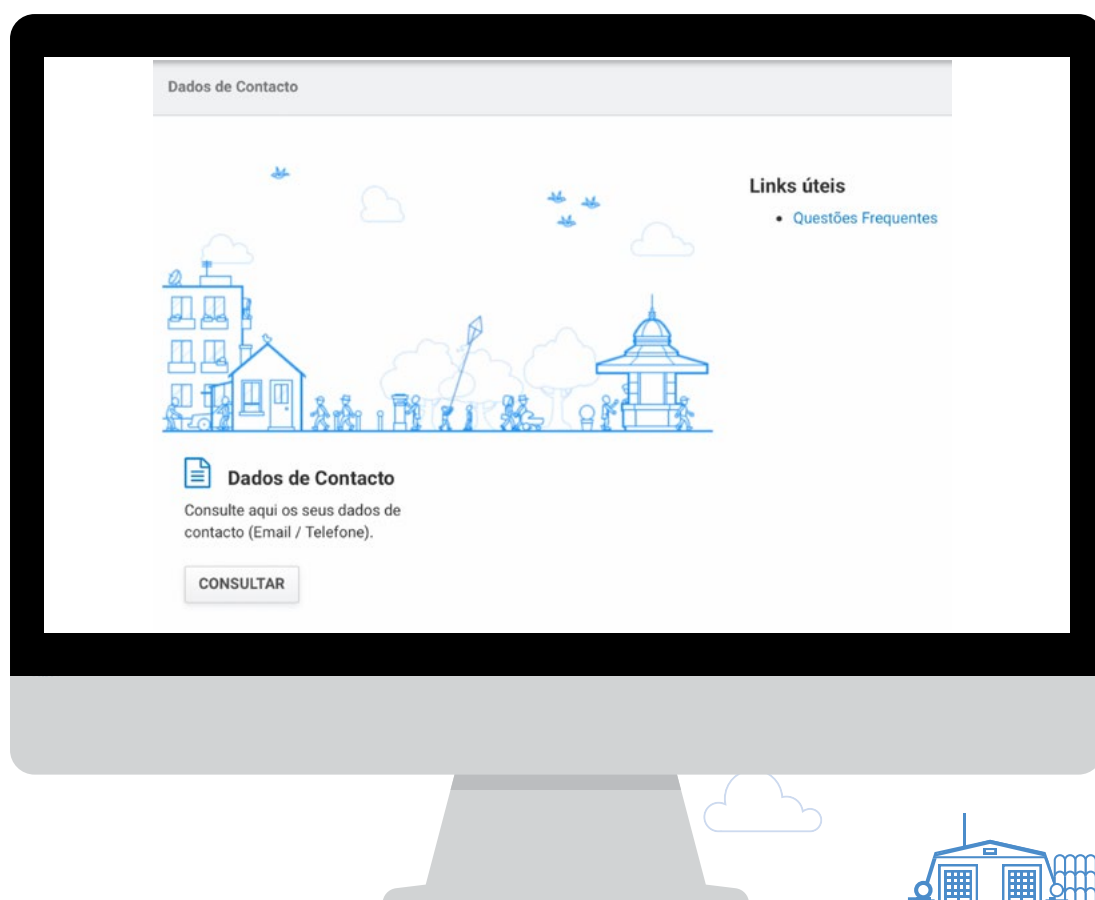 Dados de Contacto
Links úteis
Questões Frequentes
Dados de Contacto
Consulte aqui os seus dados de
contacto (Email / Telefone).
CONSULTAR